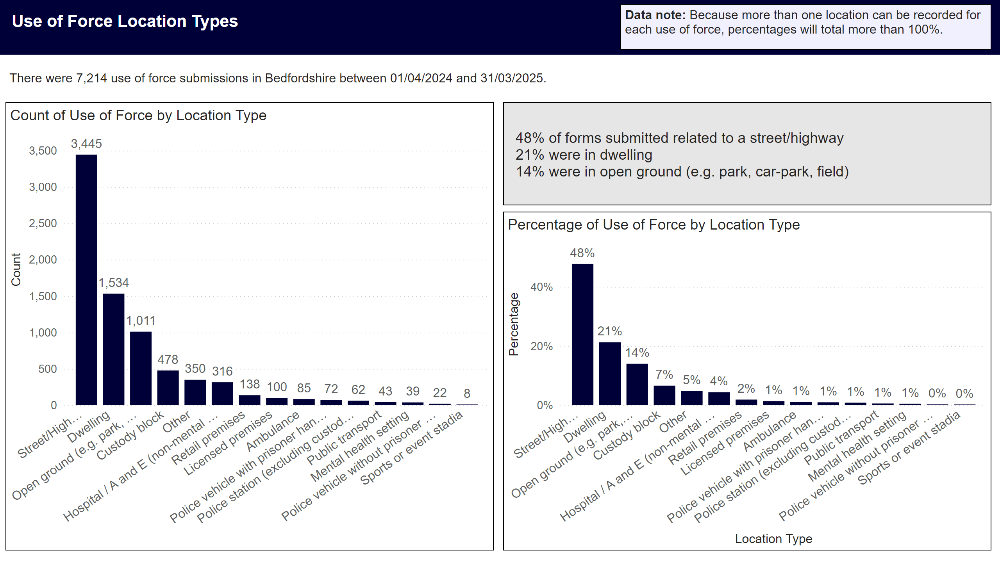 Use of Force Location Types
Data note: Because more than one location can be recorded for
each use of force, percentages will total more than 100%.
There were 7,214 use of force submissions in Bedfordshire between 01/04/2024 and 31/03/2025.
Count of Use of Force by Location Type
Count
3,500
3,000
2,500
2,000
1,500
1,000
500
0
3,445
1,534
1,011
478
350
316
138
100
85
72
62
43
39
22
8
Street/High…
Dwelling
Open ground (e.g. park, …
Custody block
Other
Hospital / A and E (non-mental …
Retail premises
Licensed premises
Ambulance
Police vehicle with prisoner han…
Police station (excluding custod…
Public transport
Mental health setting
Police vehicle without prisoner …
Sports or event stadia
48% of forms submitted related to a street/highway
21% were in dwelling
14% were in open ground (e.g. park, car-park, field)
Percentage of Use of Force by Location Type
Percentage
40%
20%
0%
48%
21%
14%
7%
5%
4%
2%
1%
1%
1%
1%
1%
1%
0%
0%
Street/High…
Dwelling
Open ground (e.g. park,…
Custody block
Other
Hospital / A and E (non-mental …
Retail premises
Licensed premises
Ambulance
Police vehicle with prisoner han…
Police station (excluding custod…
Public transport
Mental health setting
Police vehicle without prisoner …
Sports or event stadia
Location Type